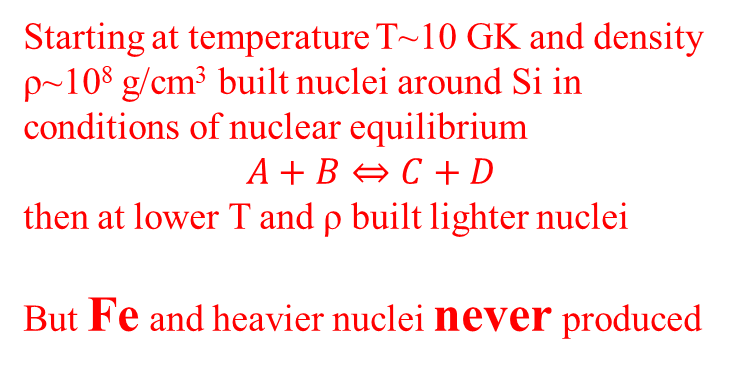 Starting at temperature T~10 GK and density
ρ~10⁸ g/cm³ built nuclei around Si in
conditions of nuclear equilibrium
A + B ⇔ C + D
then at lower T and ρ built lighter nuclei
But Fe and heavier nuclei never produced